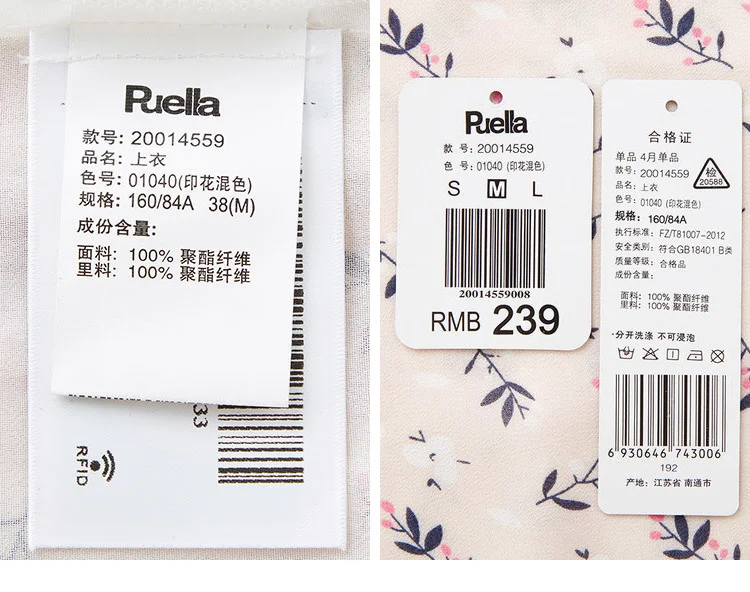 Puella
款号: 20014559
品名: 上衣
色号: 01040(印花混色)
规格: 160/84A 38(M)
成份含量:
面料: 100% 聚酯纤维
里料: 100% 聚酯纤维
33
RFID
Puella
款 号: 20014559
色 号: 01040 (印花混色)
S M L
20014559008
RMB 239
合格证
单品 4月单品
款号: 20014559
检
20588
品名: 上衣
色号: 01040 (印花混色)
规格: 160/84A
执行标准: FZ/T81007-2012
安全类别: 符合GB18401 B类
质量等级: 合格品
成份含量:
面料: 100% 聚酯纤维
里料: 100% 聚酯纤维
·分开洗涤 不可浸泡
6 930646 743006
192
产地: 江苏省 南通市